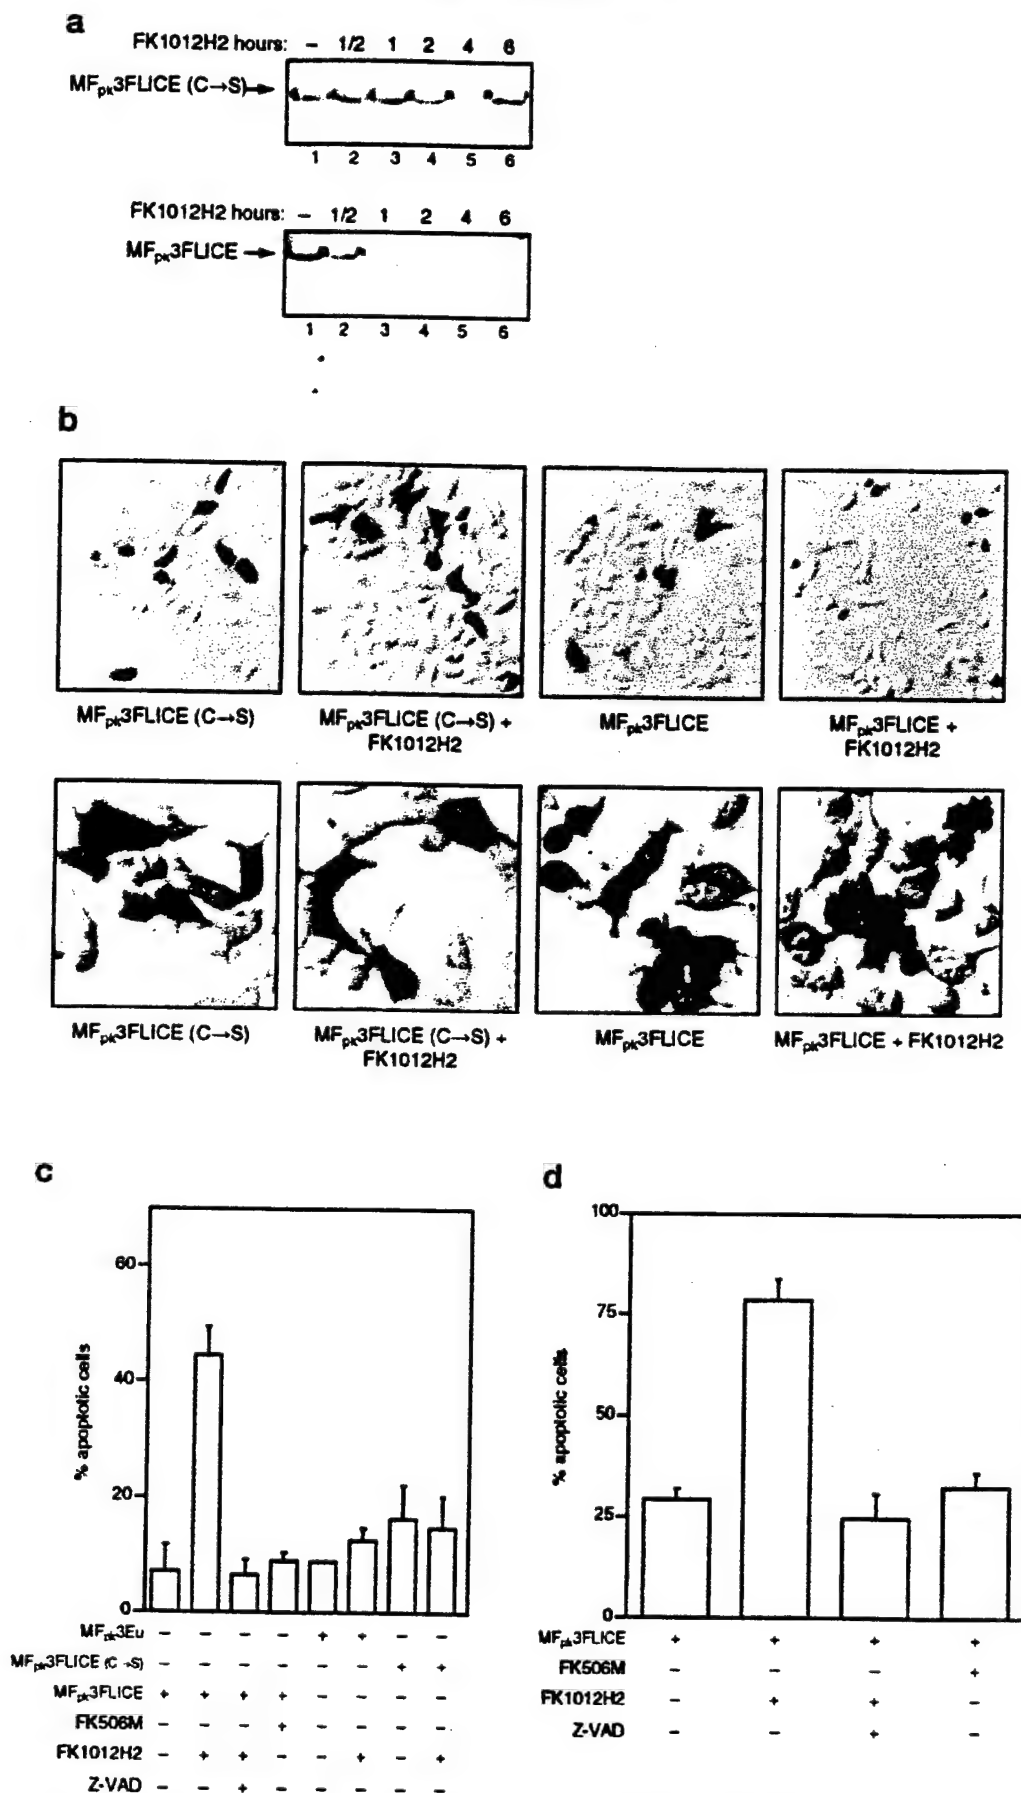 a
FK1012H2 hours: – 1/2 1 2 4 6
MFpk3FLICE (C→S)
1 2 3 4 5 6
FK1012H2 hours: – 1/2 1 2 4 6
MFpk3FLICE
1 2 3 4 5 6
b
MFpk3FLICE (C→S)
MFpk3FLICE (C→S) +
FK1012H2
MFpk3FLICE
MFpk3FLICE +
FK1012H2
MFpk3FLICE (C→S)
MFpk3FLICE (C→S) +
FK1012H2
MFpk3FLICE
MFpk3FLICE + FK1012H2
c
% apoptotic cells
60
40
20
0
MFpk3Eu – – – – + + – –
MFpk3FLICE (C→S) – – – – – – + +
MFpk3FLICE + + + + – – – –
FK506M – – – + – – – –
FK1012H2 – + + – – + – +
Z-VAD – – + – – – – –
d
% apoptotic cells
100
75
50
25
0
MFpk3FLICE + + + +
FK506M – – – +
FK1012H2 – + + –
Z-VAD – – + –